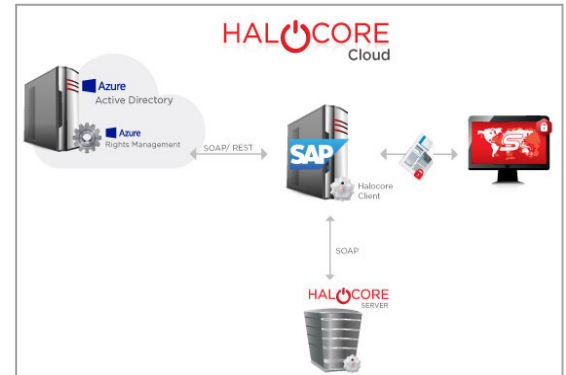 HALOCORE
Cloud
Azure
Active Directory
Azure
Rights Management
SOAP/ REST
SAP
Halocore
Client
S
SOAP
HALOCORE
SERVER